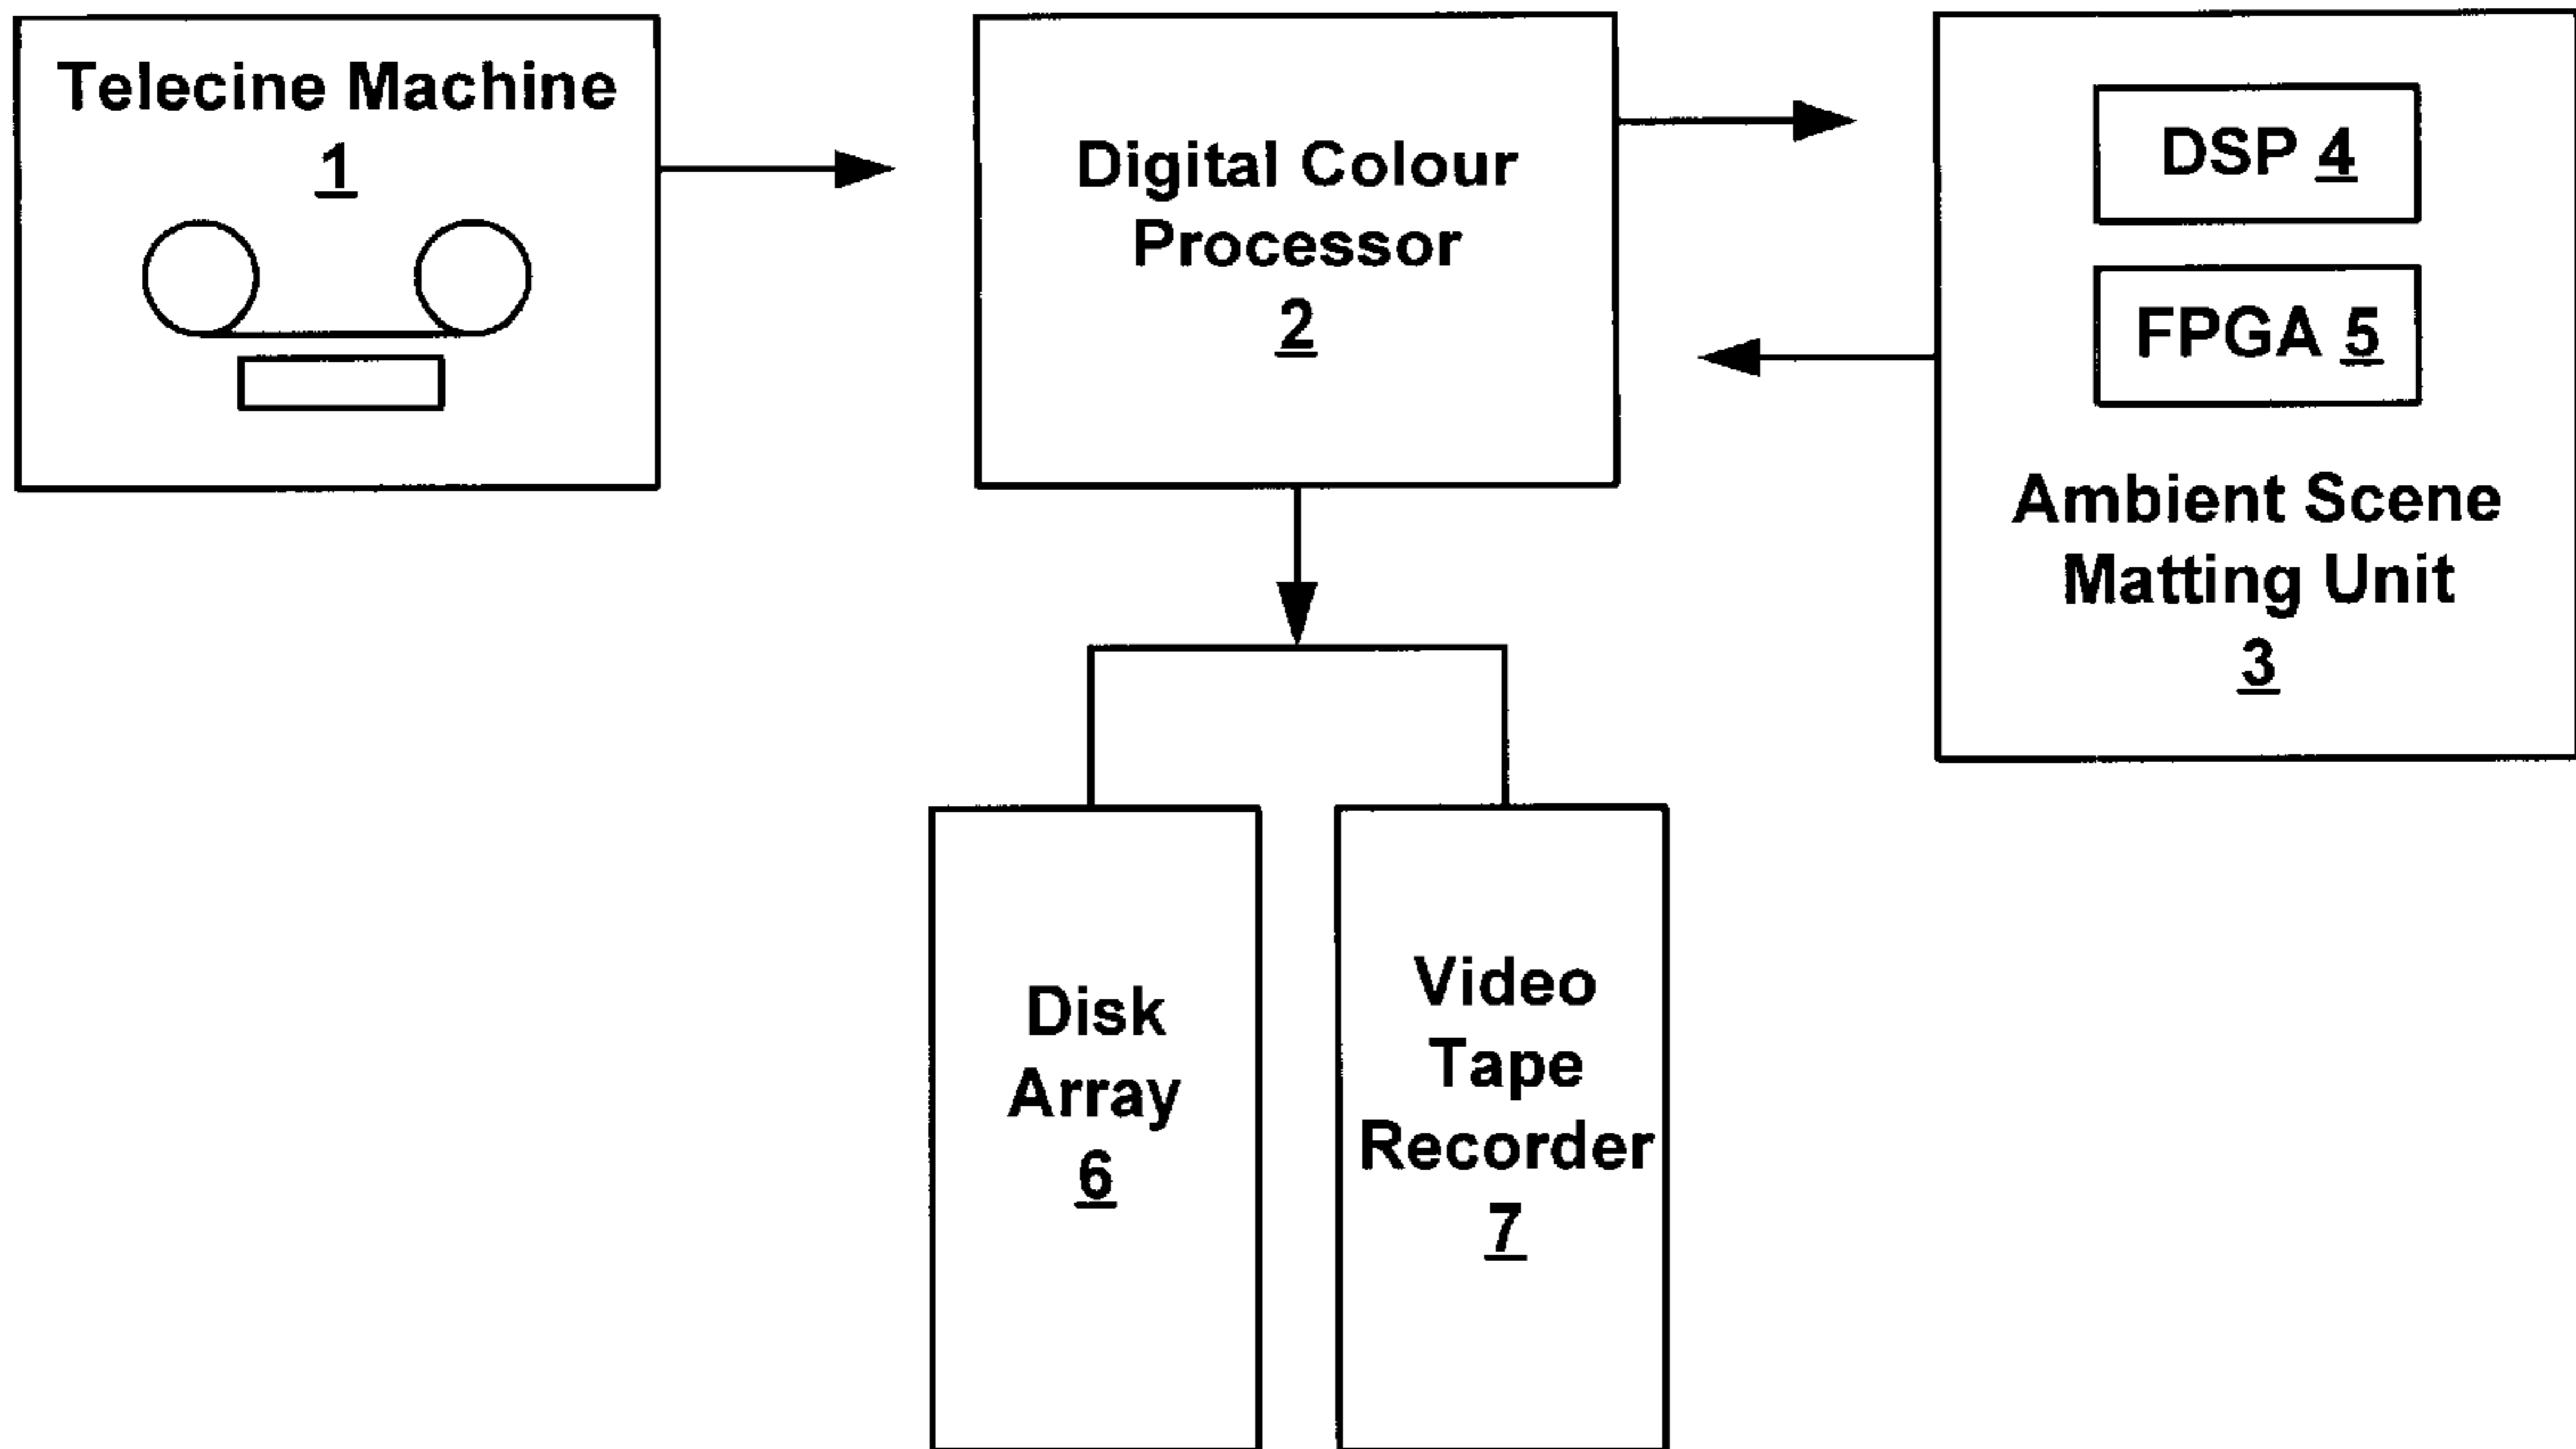 Telecine Machine
1
Digital Colour
Processor
2
DSP 4
FPGA 5
Ambient Scene
Matting Unit
3
Disk
Array
6
Video
Tape
Recorder
7